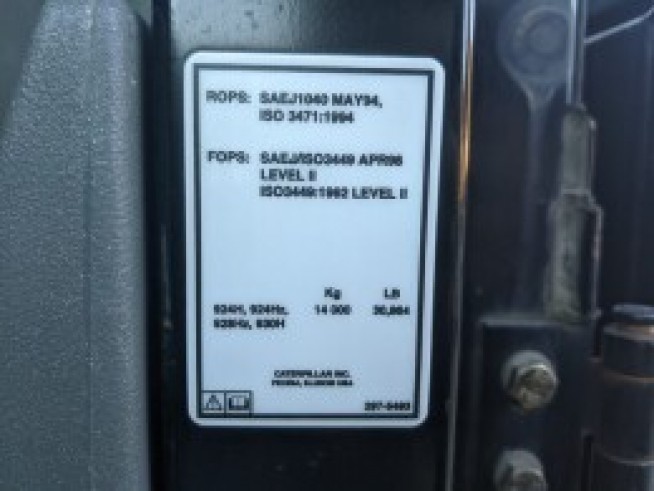 ROPS: SAEJ1040 MAY94,
ISO 3471:1994
FOPS: SAEJ/ISO3449 APR98
LEVEL II
ISO3449:1992 LEVEL II
Kg LB
924H, 924Hz, 14 000 30,864
928Hz, 930H
CATERPILLAR INC.
PEORIA, ILLINOIS USA